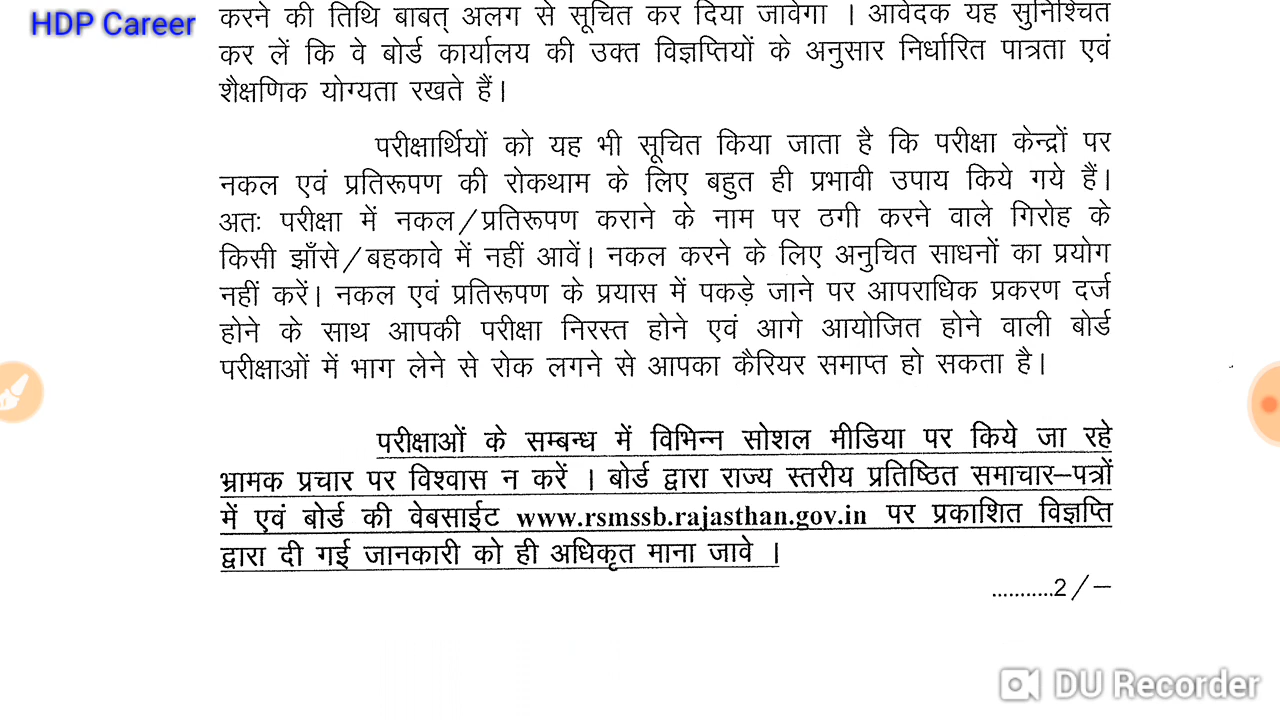 HDP Career
करने की तिथि बाबत् अलग से सूचित कर दिया जावेगा । आवेदक यह सुनिश्चित
कर लें कि वे बोर्ड कार्यालय की उक्त विज्ञप्तियों के अनुसार निर्धारित पात्रता एवं
शैक्षणिक योग्यता रखते हैं।
परीक्षार्थियों को यह भी सूचित किया जाता है कि परीक्षा केन्द्रों पर
नकल एवं प्रतिरूपण की रोकथाम के लिए बहुत ही प्रभावी उपाय किये गये हैं।
अतः परीक्षा में नकल/प्रतिरूपण कराने के नाम पर ठगी करने वाले गिरोह के
किसी झाँसे/बहकावे में नहीं आवें। नकल करने के लिए अनुचित साधनों का प्रयोग
नहीं करें। नकल एवं प्रतिरूपण के प्रयास में पकड़े जाने पर आपराधिक प्रकरण दर्ज
होने के साथ आपकी परीक्षा निरस्त होने एवं आगे आयोजित होने वाली बोर्ड
परीक्षाओं में भाग लेने से रोक लगने से आपका कैरियर समाप्त हो सकता है।
परीक्षाओं के सम्बन्ध में विभिन्न सोशल मीडिया पर किये जा रहे
भ्रामक प्रचार पर विश्वास न करें । बोर्ड द्वारा राज्य स्तरीय प्रतिष्ठित समाचार–पत्रों
में एवं बोर्ड की वेबसाईट www.rsmssb.rajasthan.gov.in पर प्रकाशित विज्ञप्ति
द्वारा दी गई जानकारी को ही अधिकृत माना जावे ।
...........2/–
DU Recorder